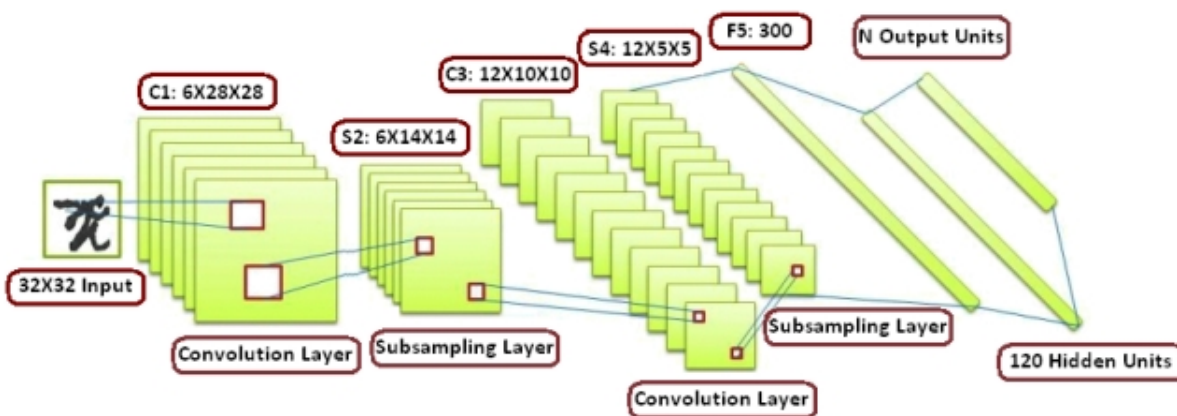 C1: 6X28X28
S2: 6X14X14
C3: 12X10X10
S4: 12X5X5
F5: 300
N Output Units
32X32 Input
Convolution Layer
Subsampling Layer
Convolution Layer
Subsampling Layer
120 Hidden Units